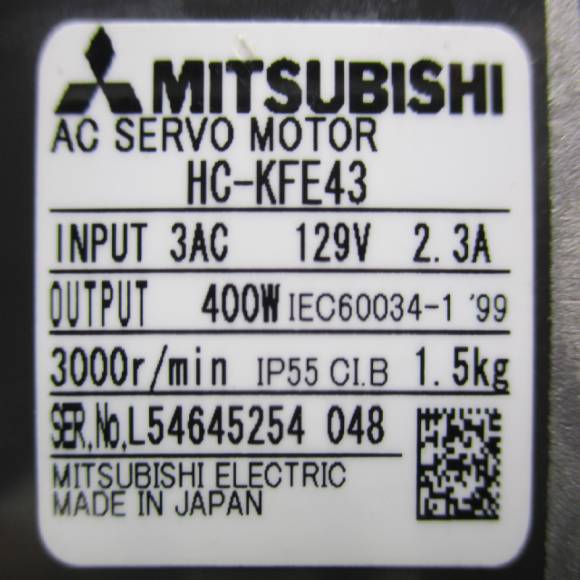 MITSUBISHI
AC SERVO MOTOR
HC-KFE43
INPUT 3AC 129V 2.3A
OUTPUT 400W IEC60034-1 '99
3000r/min IP55 CI.B 1.5kg
SER.No.L54645254 048
MITSUBISHI ELECTRIC
MADE IN JAPAN